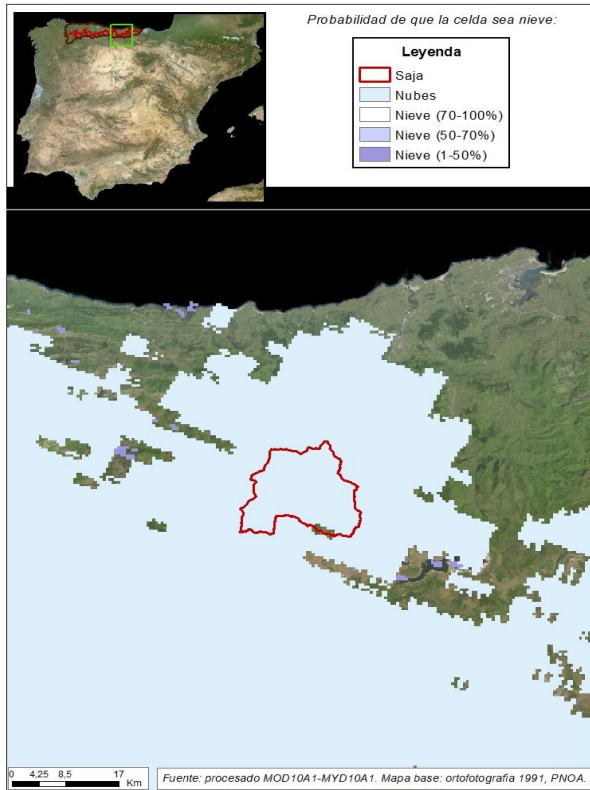 Probabilidad de que la celda sea nieve:
Leyenda
Saja
Nubes
Nieve (70-100%)
Nieve (50-70%)
Nieve (1-50%)
0 4,25 8,5 17
Km
Fuente: procesado MOD10A1-MYD10A1. Mapa base: ortofotografia 1991, PNOA.